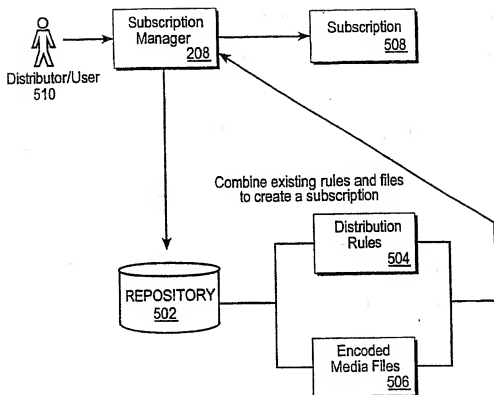 Subscription
Manager
208
Subscription
508
Distributor/User
510
Combine existing rules and files
to create a subscription
Distribution
Rules
504
REPOSITORY
502
Encoded
Media Files
506